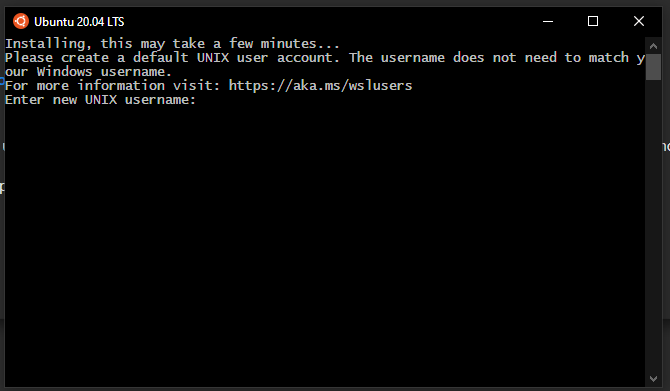 Ubuntu 20.04 LTS
Installing, this may take a few minutes...
Please create a default UNIX user account. The username does not need to match y
our Windows username.
For more information visit: https://aka.ms/wslusers
Enter new UNIX username: